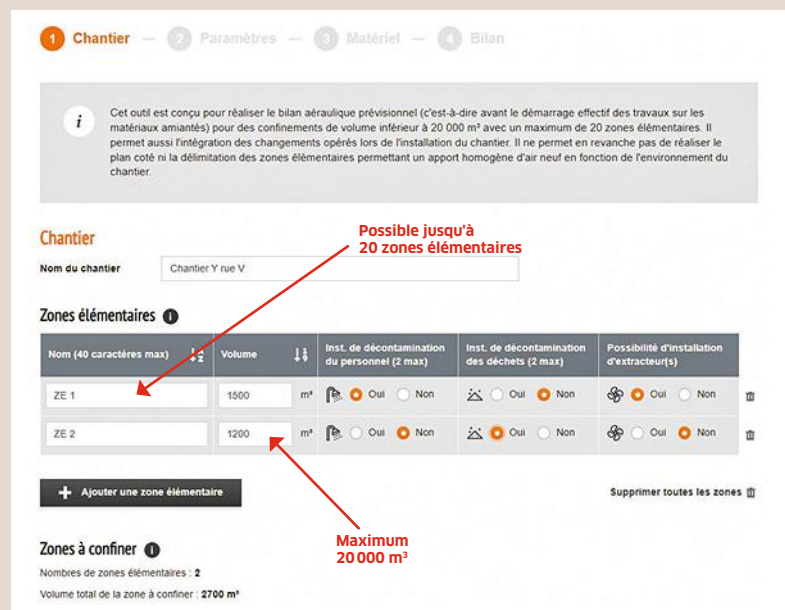 1 Chantier — 2 Paramètres — 3 Matériel — 4 Bilan
i
Cet outil est conçu pour réaliser le bilan aéraulique prévisionnel (c'est-à-dire avant le démarrage effectif des travaux sur les
matériaux amiantés) pour des confinements de volume inférieur à 20 000 m³ avec un maximum de 20 zones élémentaires. Il
permet aussi l'intégration des changements opérés lors de l'installation du chantier. Il ne permet en revanche pas de réaliser le
plan coté ni la délimitation des zones élémentaires permettant un apport homogène d'air neuf en fonction de l'environnement du
chantier.
Possible jusqu'à
20 zones élémentaires
Chantier
Nom du chantier Chantier Y rue V
Zones élémentaires i
Nom (40 caractères max) Volume Inst. de décontamination du personnel (2 max) Inst. de décontamination des déchets (2 max) Possibilité d'installation d'extracteur(s)
ZE 1 1500 m³ Oui Non Oui Non Oui Non
ZE 2 1200 m³ Oui Non Oui Non Oui Non
+ Ajouter une zone élémentaire Supprimer toutes les zones
Maximum
20 000 m³
Zones à confiner i
Nombres de zones élémentaires : 2
Volume total de la zone à confiner : 2700 m³